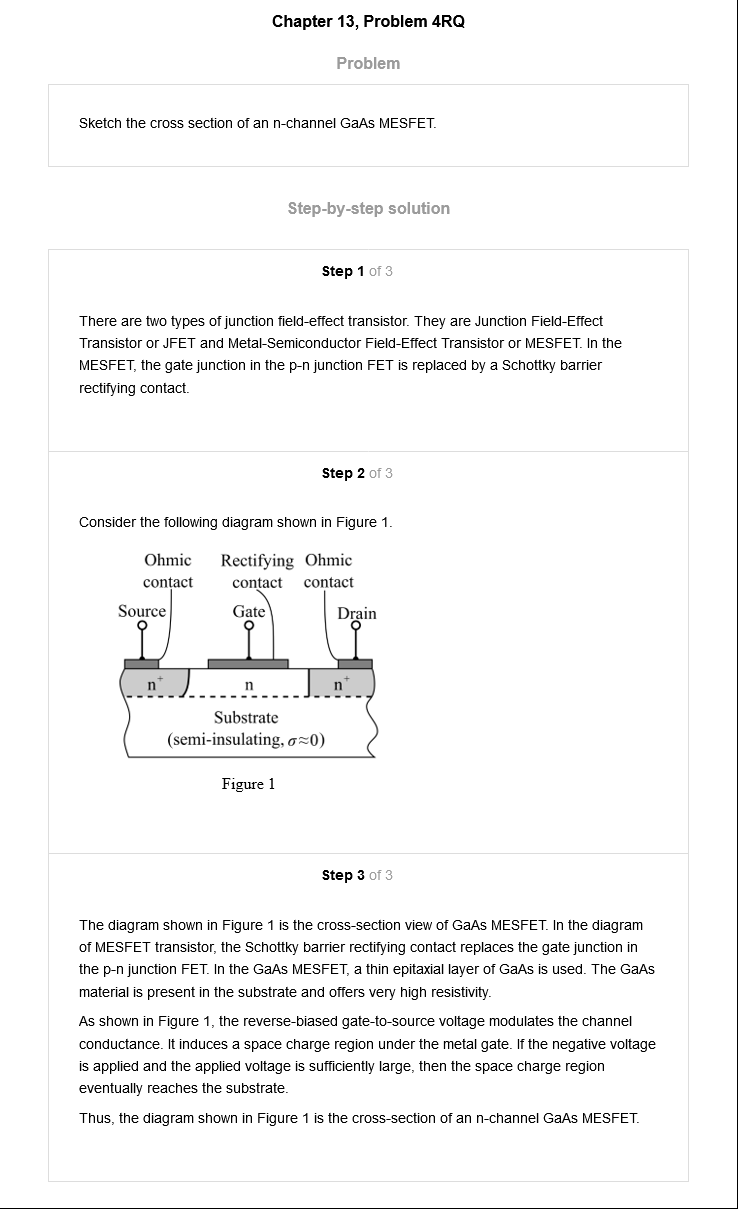 Chapter 13, Problem 4RQ
Problem
Sketch the cross section of an n-channel GaAs MESFET.
Step-by-step solution
Step 1 of 3
There are two types of junction field-effect transistor. They are Junction Field-Effect
Transistor or JFET and Metal-Semiconductor Field-Effect Transistor or MESFET. In the
MESFET, the gate junction in the p-n junction FET is replaced by a Schottky barrier
rectifying contact.
Step 2 of 3
Consider the following diagram shown in Figure 1.
Ohmic Rectifying Ohmic
contact contact contact
Source Gate Drain
n⁺ n n⁺
Substrate
(semi-insulating, σ≈0)
Figure 1
Step 3 of 3
The diagram shown in Figure 1 is the cross-section view of GaAs MESFET. In the diagram
of MESFET transistor, the Schottky barrier rectifying contact replaces the gate junction in
the p-n junction FET. In the GaAs MESFET, a thin epitaxial layer of GaAs is used. The GaAs
material is present in the substrate and offers very high resistivity.
As shown in Figure 1, the reverse-biased gate-to-source voltage modulates the channel
conductance. It induces a space charge region under the metal gate. If the negative voltage
is applied and the applied voltage is sufficiently large, then the space charge region
eventually reaches the substrate.
Thus, the diagram shown in Figure 1 is the cross-section of an n-channel GaAs MESFET.